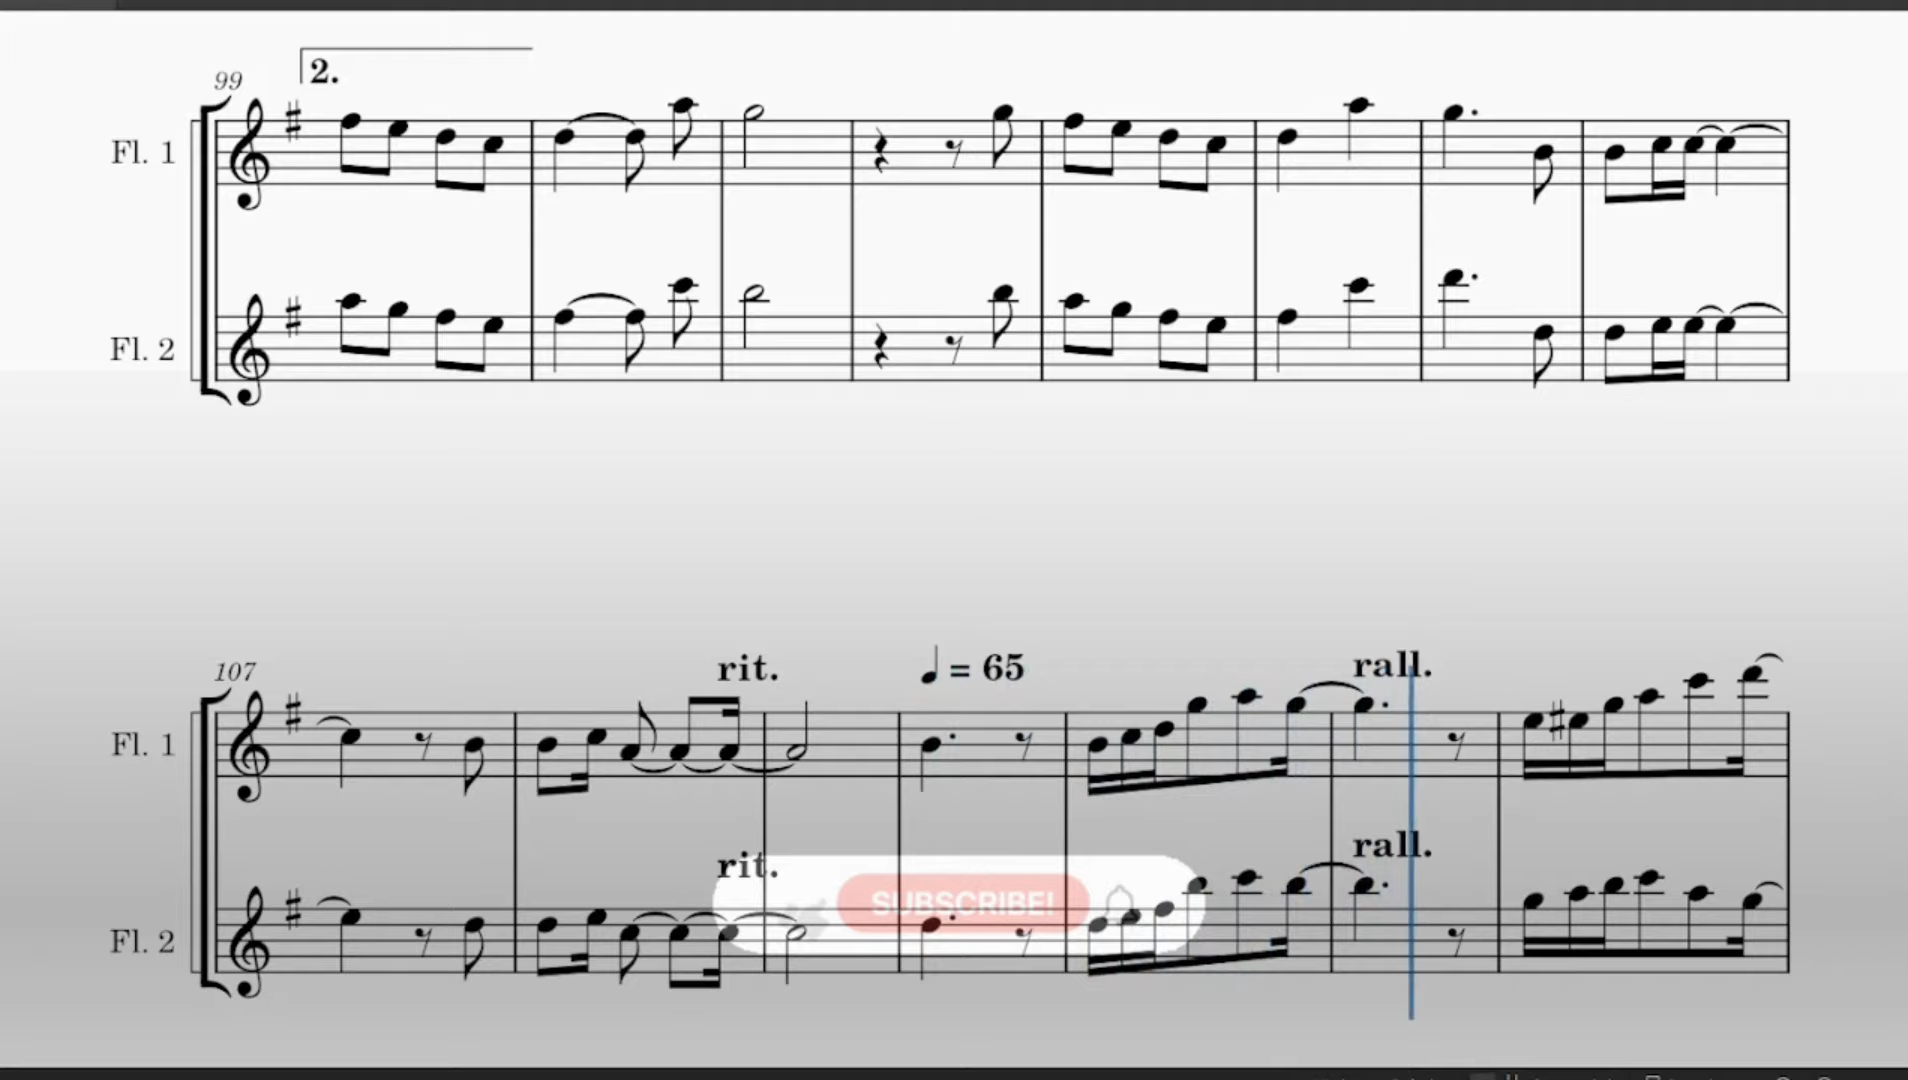 2.
99
Fl. 1
Fl. 2
107
rit.
♩ = 65
rall.
Fl. 1
rit.
rall.
SUBSCRIBE!
Fl. 2